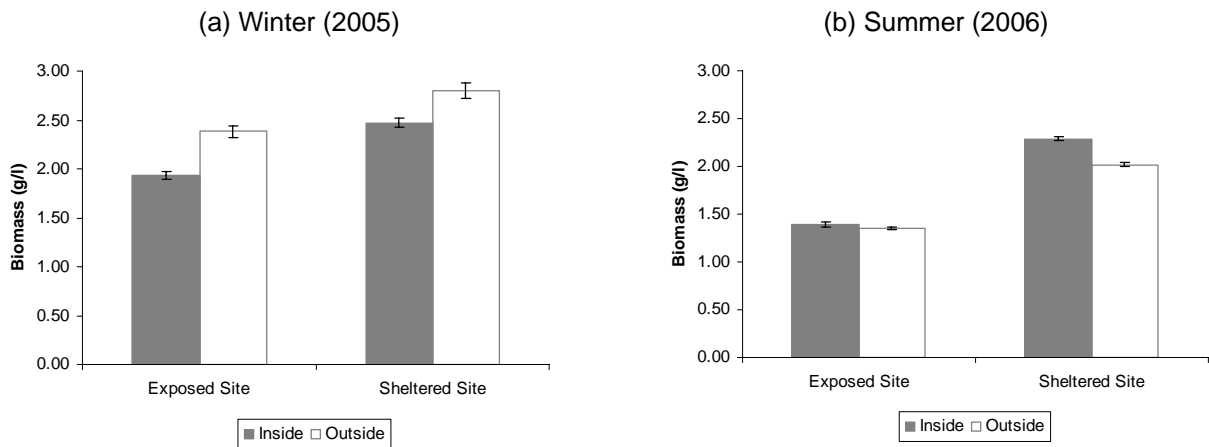 (a) Winter (2005)
3.00
2.50
2.00
1.50
1.00
0.50
0.00
Biomass (g/l)
Exposed Site
Sheltered Site
Inside
Outside
(b) Summer (2006)
3.00
2.50
2.00
1.50
1.00
0.50
0.00
Biomass (g/l)
Exposed Site
Sheltered Site
Inside
Outside